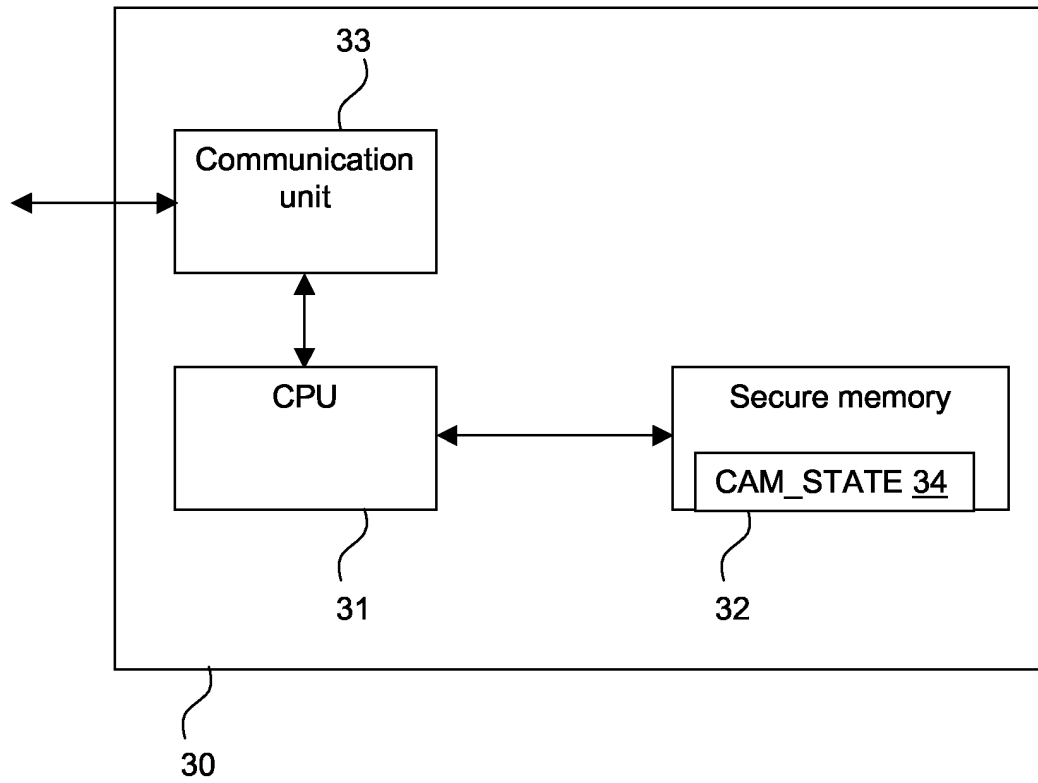 33
Communication
unit
CPU
Secure memory
CAM_STATE 34
31
32
30